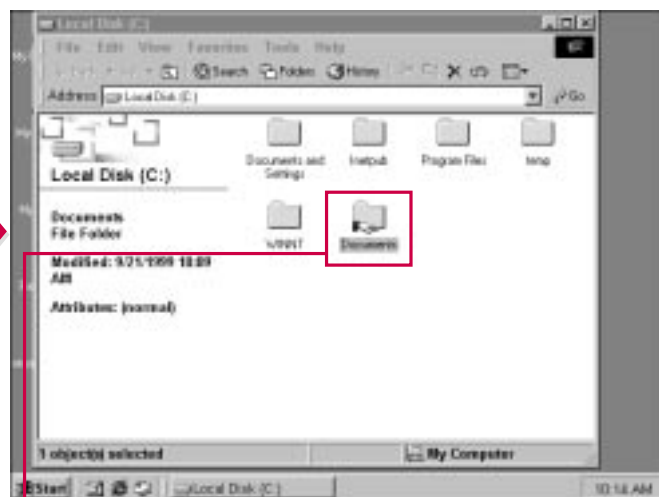 Local Disk (C:)
File Edit View Favorites Tools Help
Search Folders History
Address Local Disk (C:)
Go
Local Disk (C:)
Documents and Settings
Inetpub
Program Files
temp
WINNT
Documents
Documents
File Folder
Modified: 9/21/1999 10:09
AM
Attributes: (normal)
1 object(s) selected
My Computer
Start
Local Disk (C:)
10:14 AM